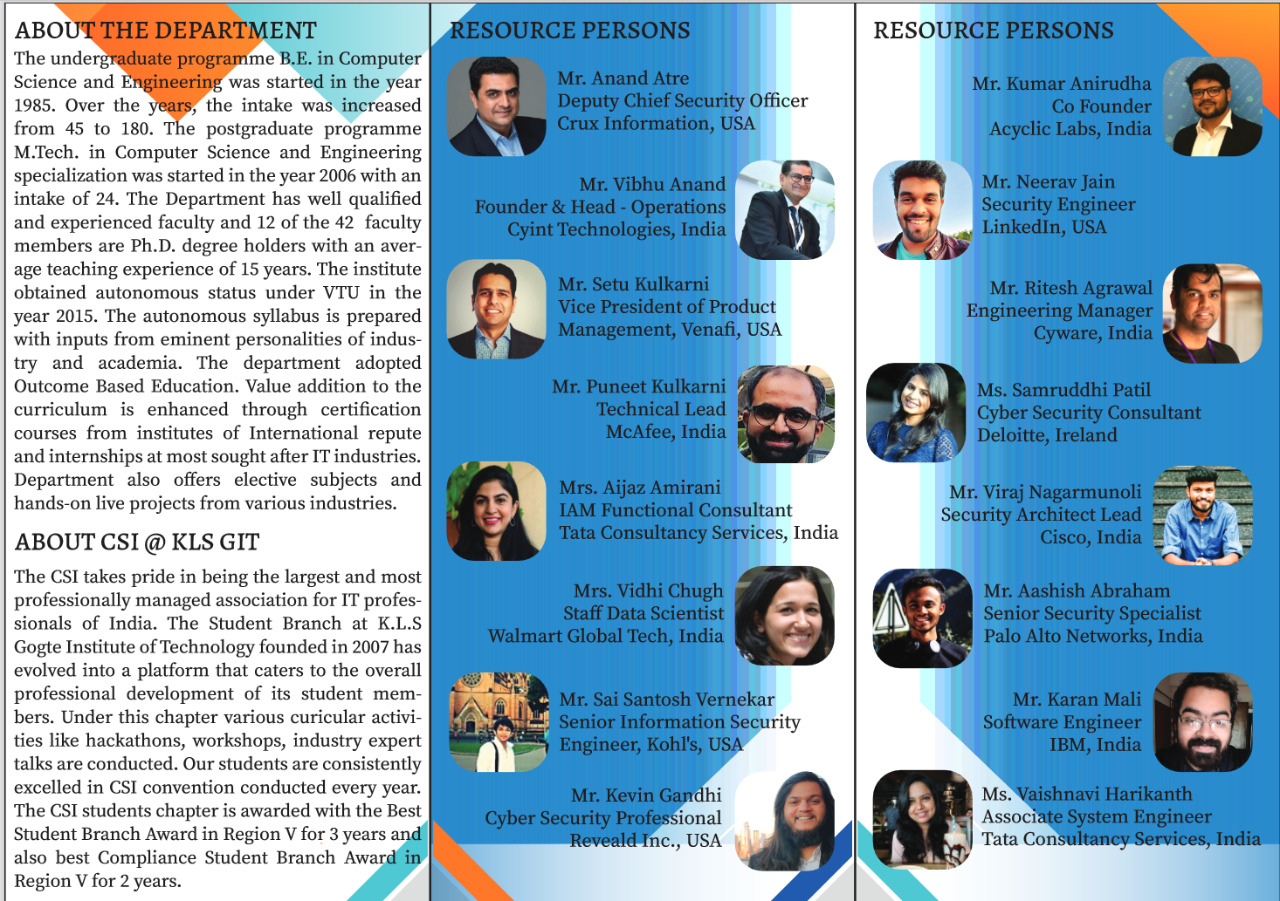 ABOUT THE DEPARTMENT
The undergraduate programme B.E. in Computer
Science and Engineering was started in the year
1985. Over the years, the intake was increased
from 45 to 180. The postgraduate programme
M.Tech. in Computer Science and Engineering
specialization was started in the year 2006 with an
intake of 24. The Department has well qualified
and experienced faculty and 12 of the 42 faculty
members are Ph.D. degree holders with an aver-
age teaching experience of 15 years. The institute
obtained autonomous status under VTU in the
year 2015. The autonomous syllabus is prepared
with inputs from eminent personalities of indus-
try and academia. The department adopted
Outcome Based Education. Value addition to the
curriculum is enhanced through certification
courses from institutes of International repute
and internships at most sought after IT industries.
Department also offers elective subjects and
hands-on live projects from various industries.
ABOUT CSI @ KLS GIT
The CSI takes pride in being the largest and most
professionally managed association for IT profes-
sionals of India. The Student Branch at K.L.S
Gogte Institute of Technology founded in 2007 has
evolved into a platform that caters to the overall
professional development of its student mem-
bers. Under this chapter various curicular activi-
ties like hackathons, workshops, industry expert
talks are conducted. Our students are consistently
excelled in CSI convention conducted every year.
The CSI students chapter is awarded with the Best
Student Branch Award in Region V for 3 years and
also best Compliance Student Branch Award in
Region V for 2 years.
RESOURCE PERSONS
Mr. Anand Atre
Deputy Chief Security Officer
Crux Information, USA
Mr. Vibhu Anand
Founder & Head - Operations
Cyint Technologies, India
Mr. Setu Kulkarni
Vice President of Product
Management, Venafi, USA
Mr. Puneet Kulkarni
Technical Lead
McAfee, India
Mrs. Aijaz Amirani
IAM Functional Consultant
Tata Consultancy Services, India
Mrs. Vidhi Chugh
Staff Data Scientist
Walmart Global Tech, India
Mr. Sai Santosh Vernekar
Senior Information Security
Engineer, Kohl's, USA
Mr. Kevin Gandhi
Cyber Security Professional
Reveald Inc., USA
RESOURCE PERSONS
Mr. Kumar Anirudha
Co Founder
Acyclic Labs, India
Mr. Neerav Jain
Security Engineer
LinkedIn, USA
Mr. Ritesh Agrawal
Engineering Manager
Cyware, India
Ms. Samruddhi Patil
Cyber Security Consultant
Deloitte, Ireland
Mr. Viraj Nagarmunoli
Security Architect Lead
Cisco, India
Mr. Aashish Abraham
Senior Security Specialist
Palo Alto Networks, India
Mr. Karan Mali
Software Engineer
IBM, India
Ms. Vaishnavi Harikanth
Associate System Engineer
Tata Consultancy Services, India